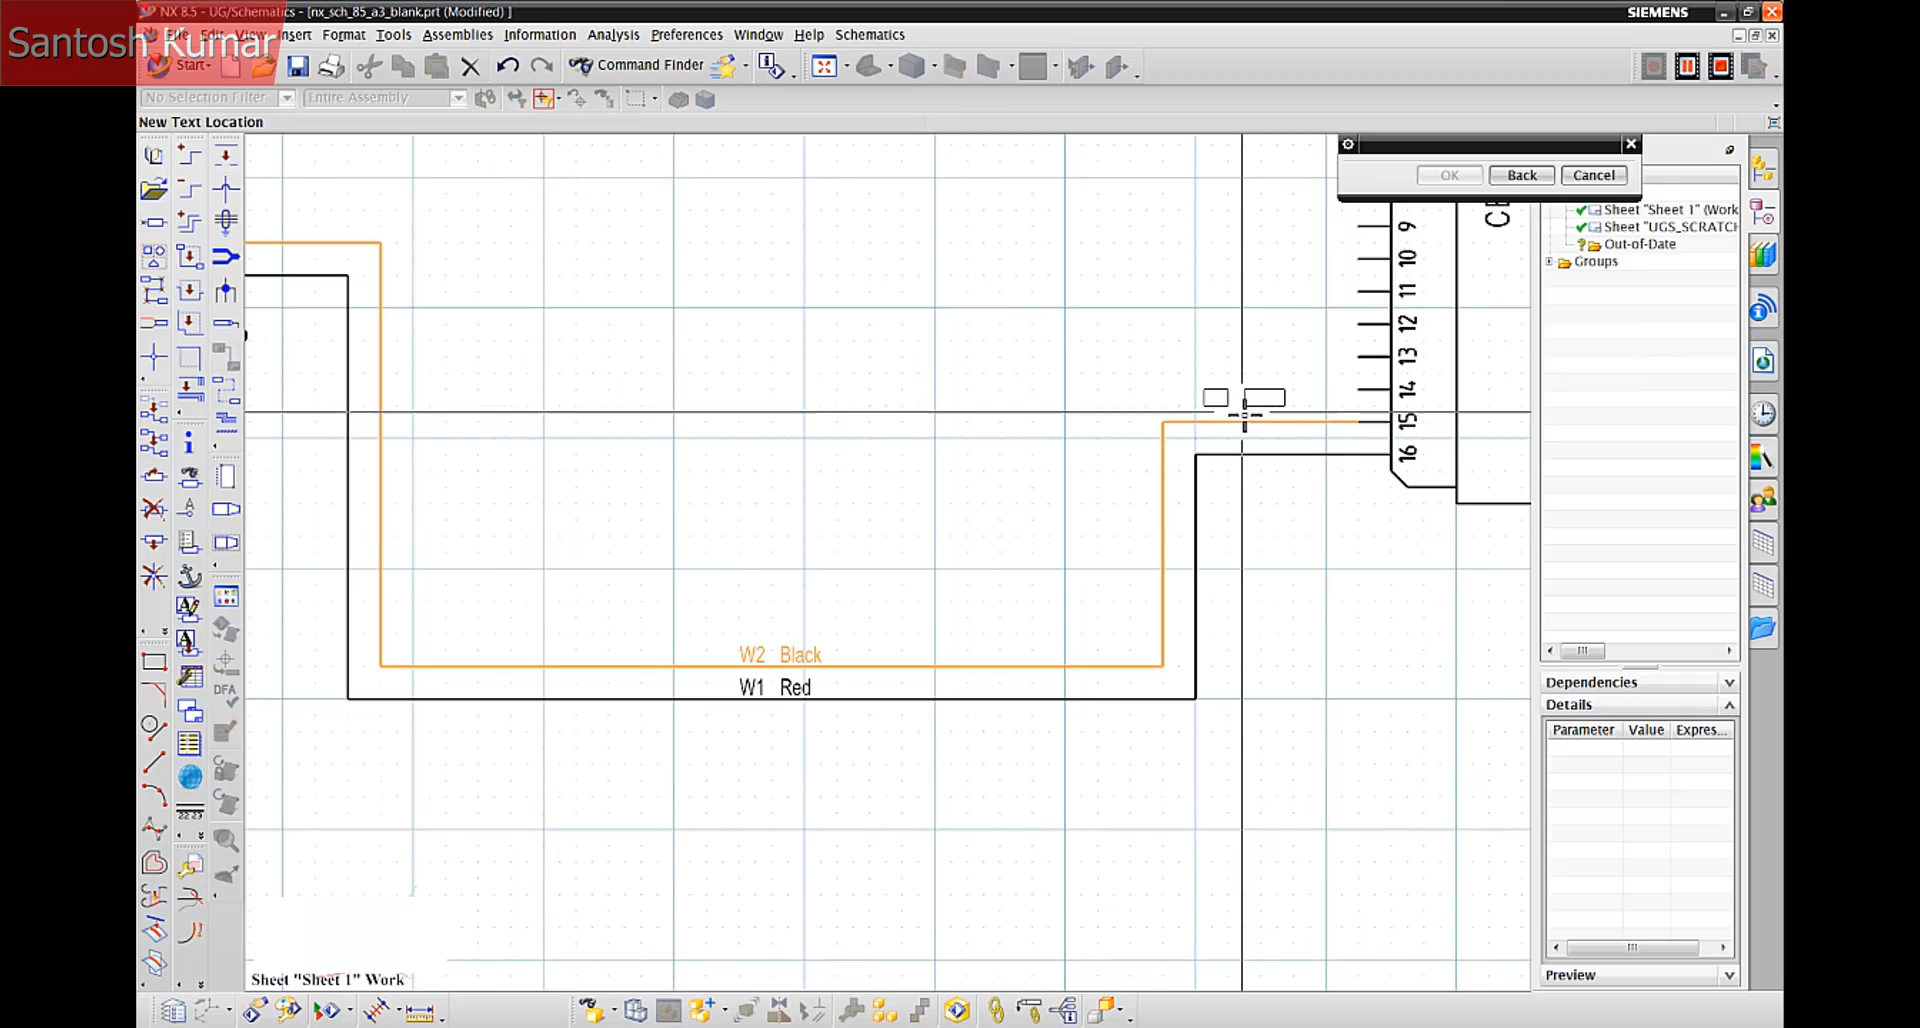 Santosh Kumar
NX 8.5 - UG/Schematics - [nx_sch_85_a3_blank.prt (Modified) ]
SIEMENS
File Edit View Insert Format Tools Assemblies Information Analysis Preferences Window Help Schematics
Start
Command Finder
No Selection Filter
Entire Assembly
New Text Location
OK
Back
Cancel
Sheet "Sheet 1" (Work
Sheet "UGS_SCRATCH
Out-of-Date
Groups
9
10
11
12
13
14
15
16
W2 Black
W1 Red
DFA
Dependencies
Details
Parameter Value Expres...
Preview
Sheet "Sheet 1" Work